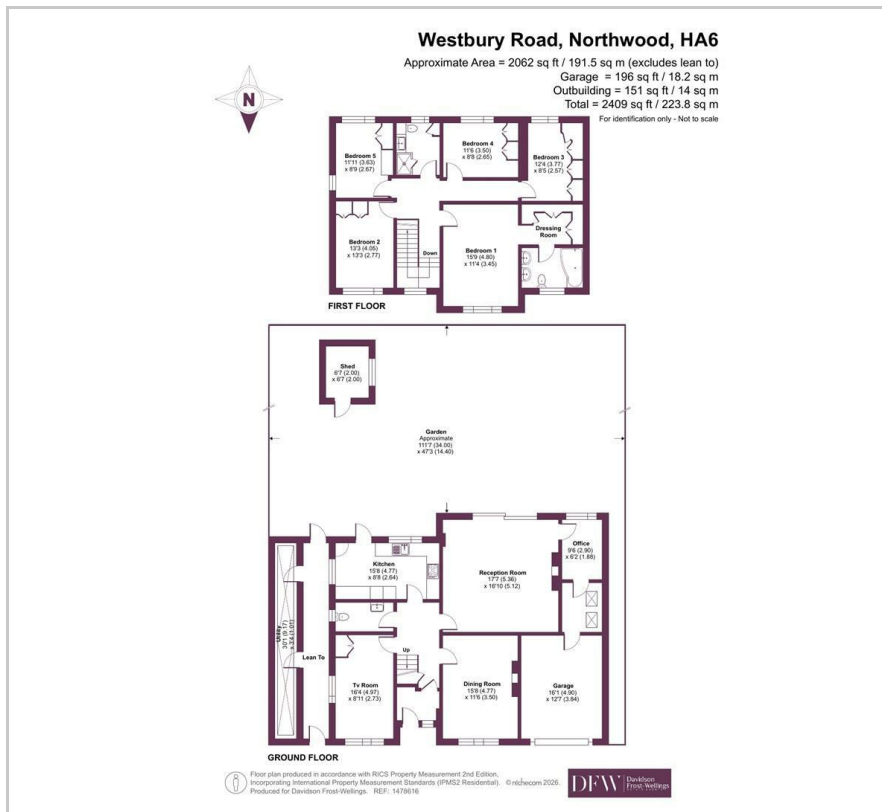 Westbury Road, Northwood, HA6
Approximate Area = 2062 sq ft / 191.5 sq m (excludes lean to)
Garage = 196 sq ft / 18.2 sq m
Outbuilding = 151 sq ft / 14 sq m
Total = 2409 sq ft / 223.8 sq m
For identification only - Not to scale
N
Bedroom 5
11'11 (3.63)
x 8'9 (2.67)
Bedroom 4
11'6 (3.50)
x 8'8 (2.65)
Bedroom 3
12'4 (3.77)
x 8'5 (2.57)
Bedroom 2
13'3 (4.05)
x 13'3 (2.77)
Down
Bedroom 1
15'9 (4.80)
x 11'4 (3.45)
Dressing
Room
FIRST FLOOR
Shed
6'7 (2.00)
x 6'7 (2.00)
Garden
Approximate
111'7 (34.00)
x 47'3 (14.40)
Kitchen
15'8 (4.77)
x 8'8 (2.64)
Reception Room
17'7 (5.36)
x 16'10 (5.12)
Office
9'6 (2.90)
x 6'2 (1.88)
Utility
30'1 (9.17)
x 3'4 (1.01)
Lean To
Up
Tv Room
16'4 (4.97)
x 8'11 (2.73)
Dining Room
15'8 (4.77)
x 11'6 (3.50)
Garage
16'1 (4.90)
x 12'7 (3.84)
GROUND FLOOR
Floor plan produced in accordance with RICS Property Measurement 2nd Edition,
Incorporating International Property Measurement Standards (IPMS2 Residential). © nichecom 2026.
Produced for Davidson Frost-Wellings. REF: 1478616
DFW
Davidson
Frost-Wellings